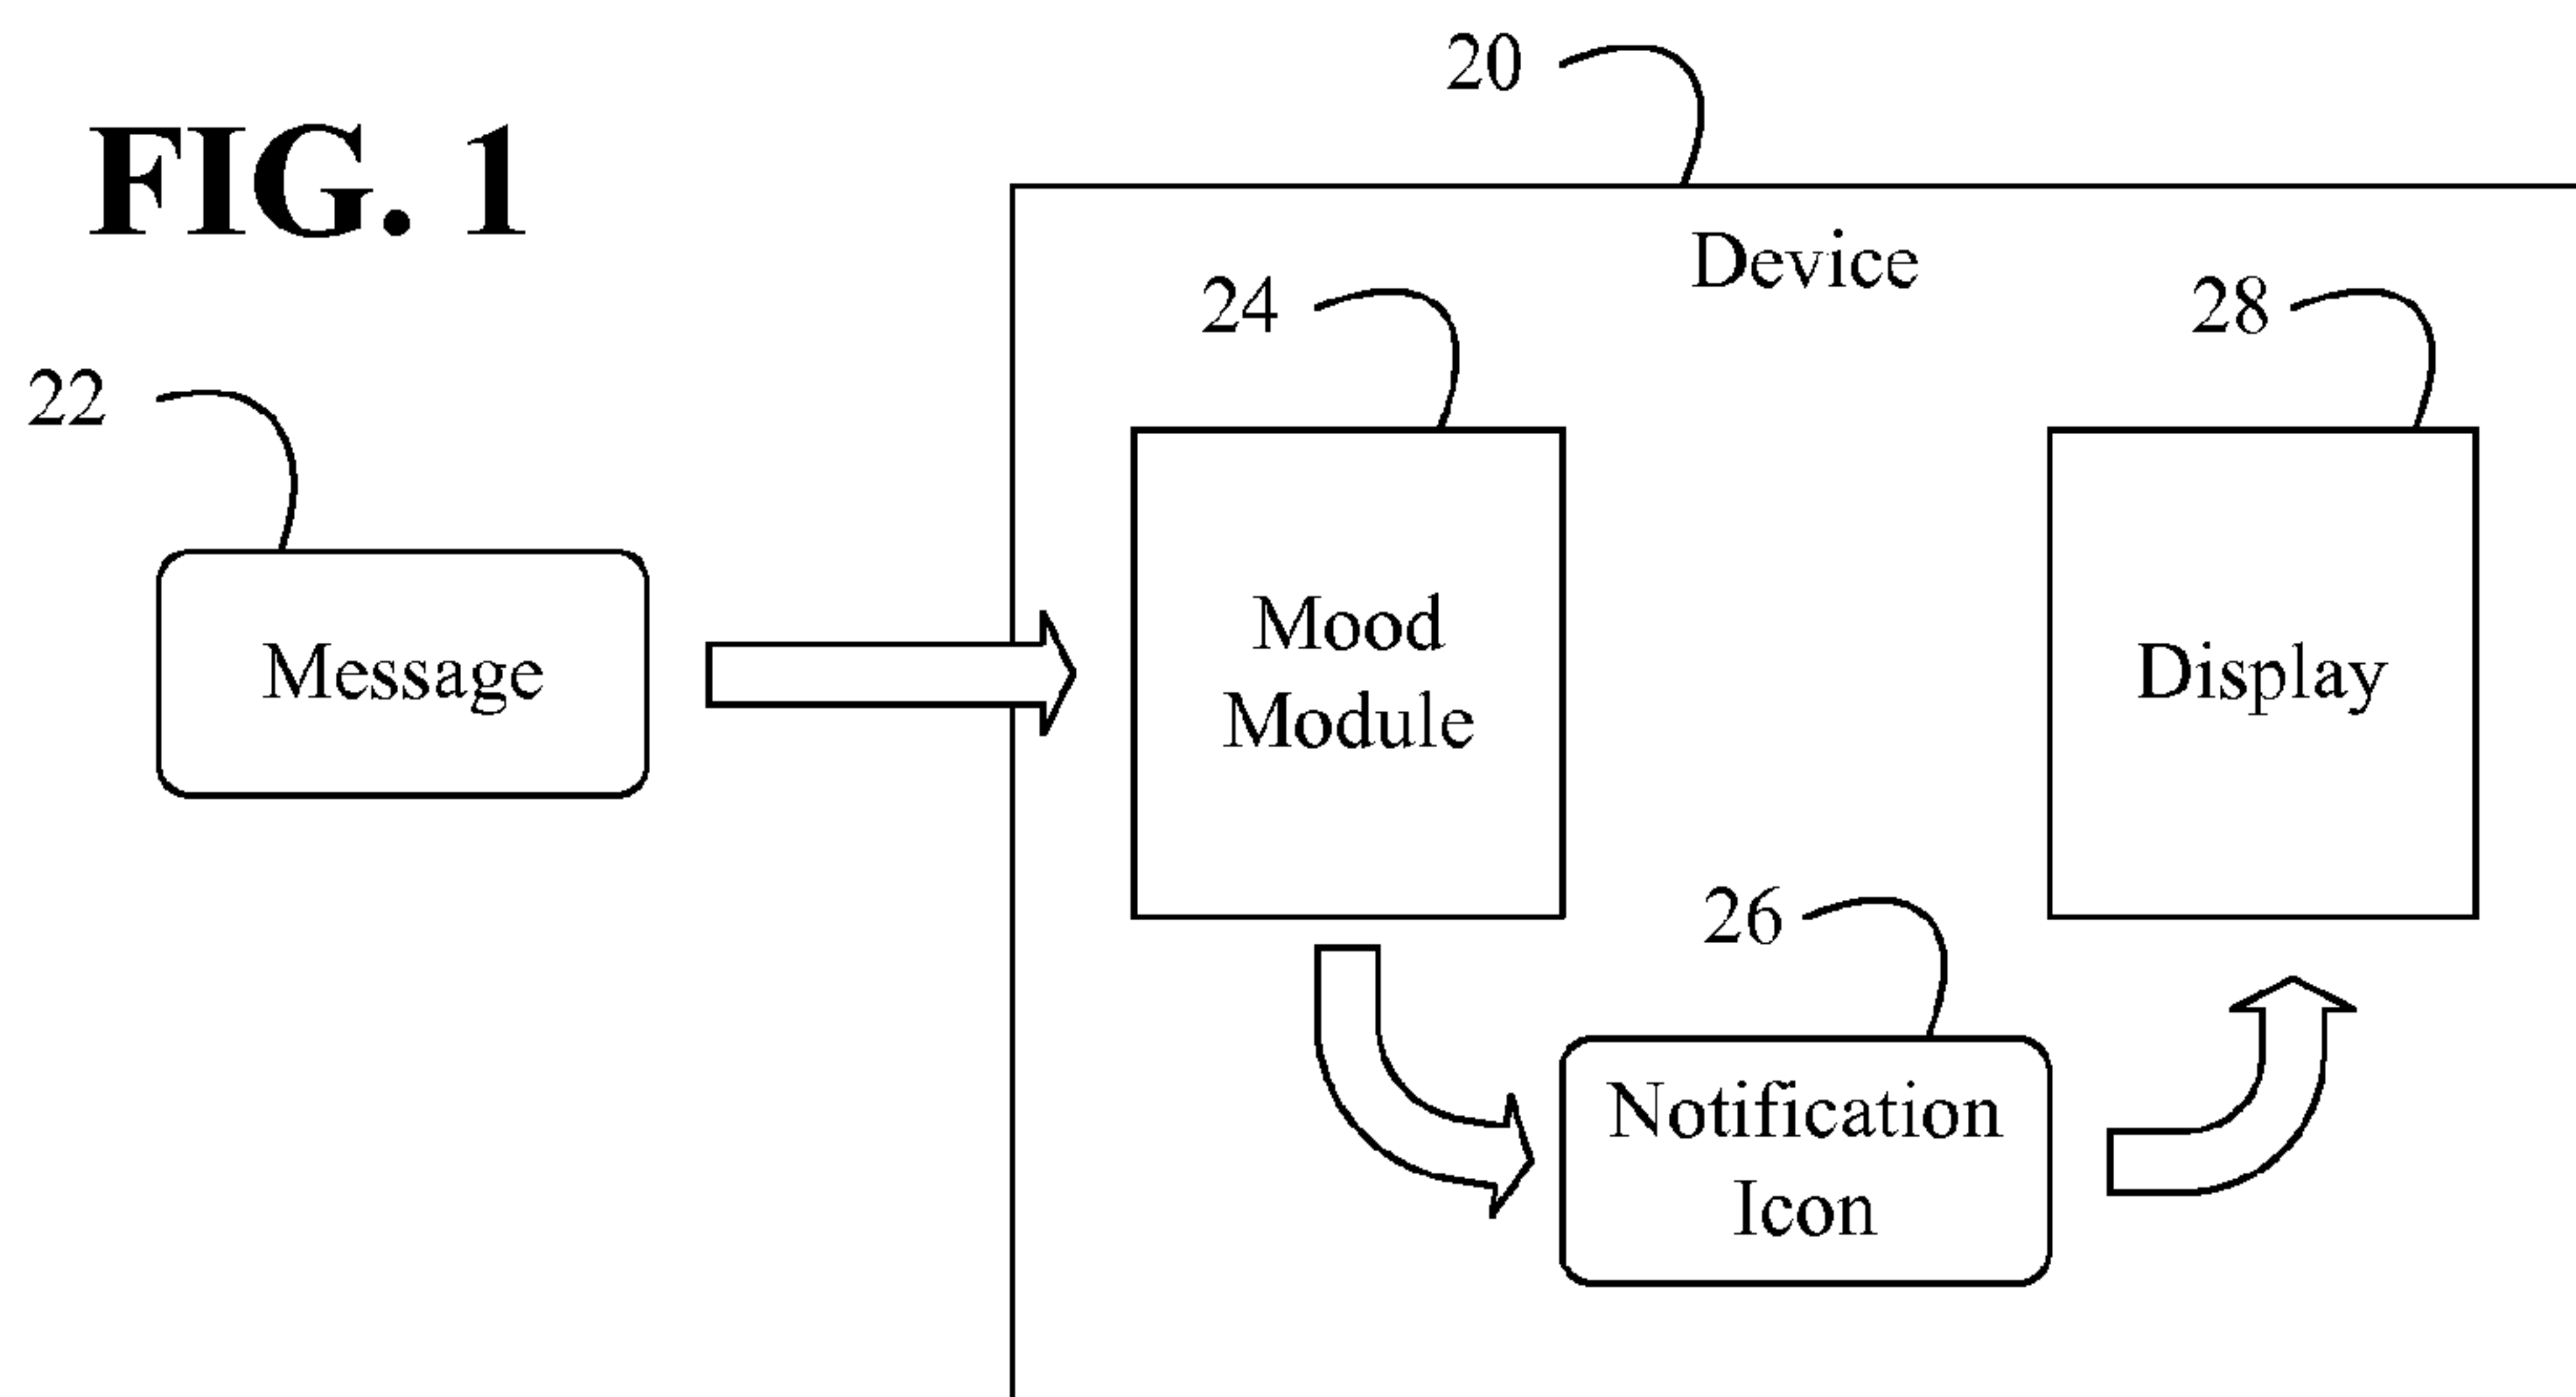 20
FIG. 1
Device
24
28
22
Mood
Module
Message
Display
26
Notification
Icon